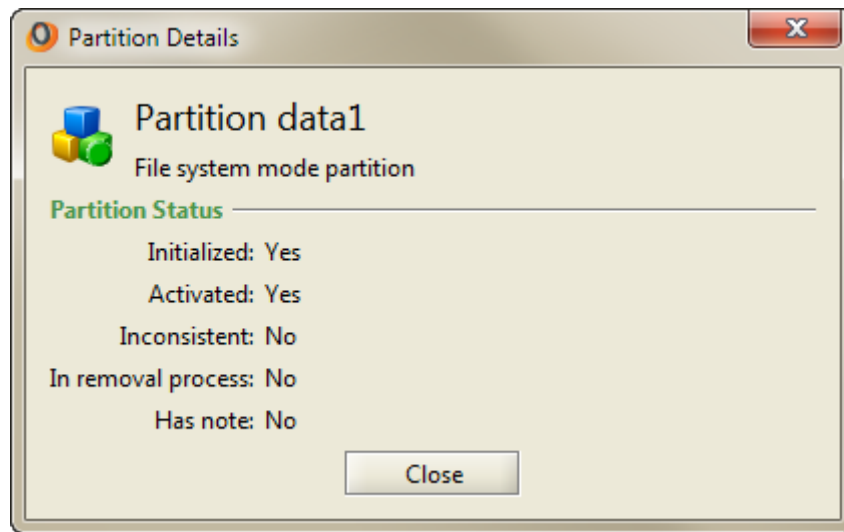 Partition Details
Partition data1
File system mode partition
Partition Status
Initialized: Yes
Activated: Yes
Inconsistent: No
In removal process: No
Has note: No
Close